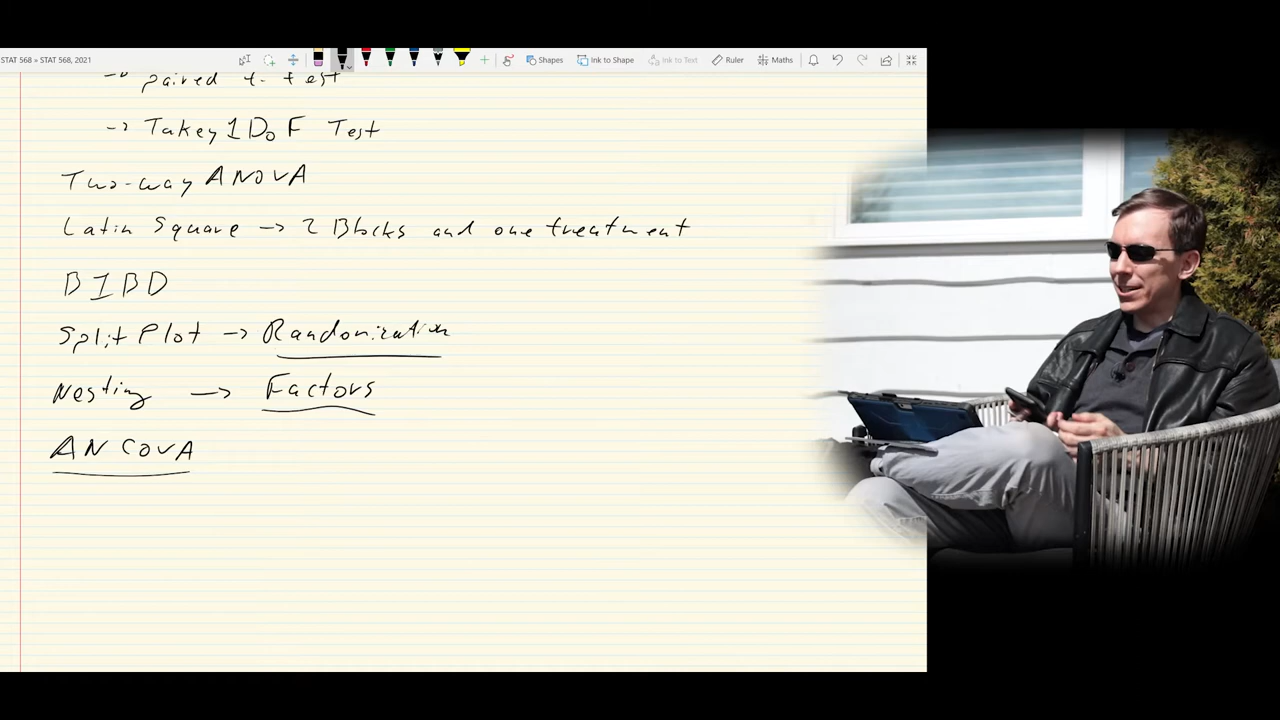 STAT 568 » STAT 568, 2021
Shapes Ink to Shape Ink to Text Ruler Maths
→ paired t-test
→ Takey 1 DoF Test
Two-way ANOVA
Latin Square → 2 Blocks and one treatment
BIBD
Split Plot → Randomization
Nesting → Factors
ANCOVA